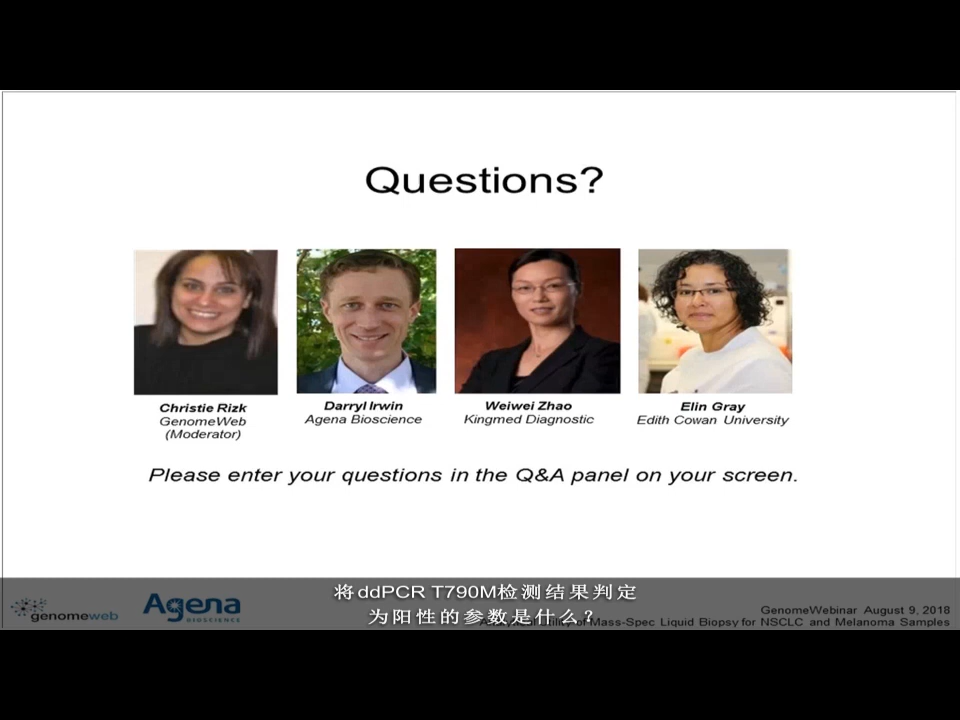 Questions?
Christie Rizk
GenomeWeb
(Moderator)
Darryl Irwin
Agena Bioscience
Weiwei Zhao
Kingmed Diagnostic
Elin Gray
Edith Cowan University
Please enter your questions in the Q&A panel on your screen.
将ddPCR T790M检测结果判定
为阳性的参数是什么?
genomeweb
Agena
BIOSCIENCE
GenomeWebinar August 9, 2018
Mass-Spec Liquid Biopsy for NSCLC and Melanoma Samples